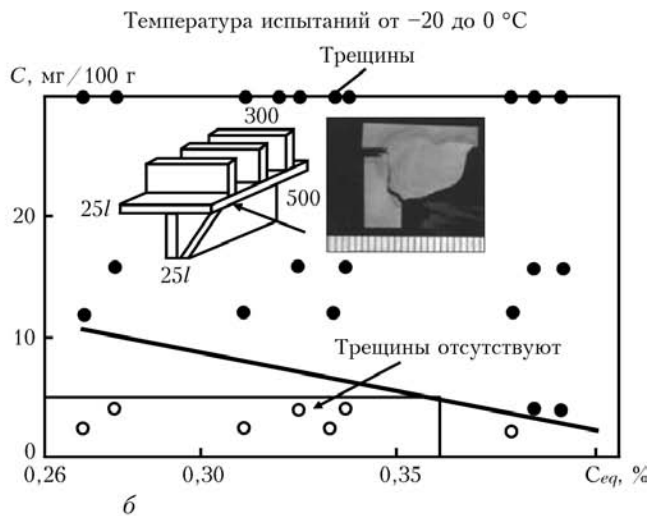 Температура испытаний от −20 до 0 °C
C, мг/100 г
Трещины
300
500
25l
25l
20
10
Трещины отсутствуют
0
0,26
0,30
0,35
Ceq, %
б